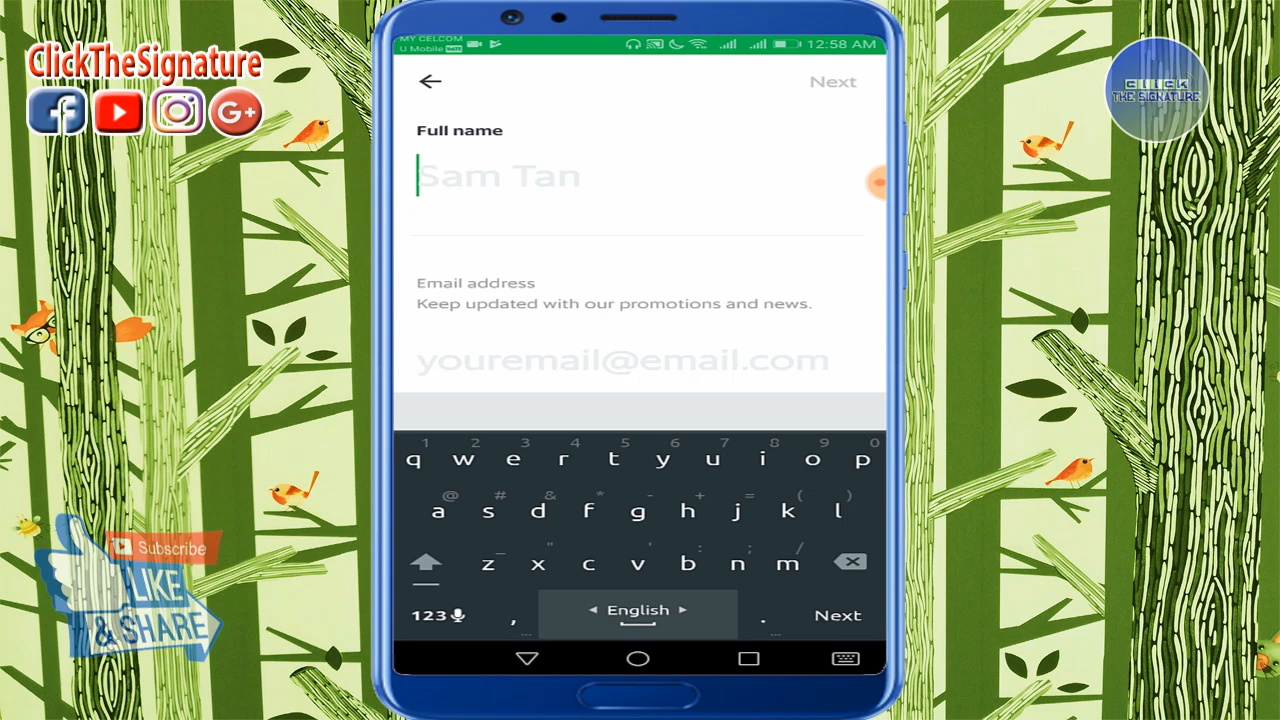 ClickTheSignature
f
G+
CLICK
THE SIGNATURE
MY CELCOM
U Mobile VoLTE
12:58 AM
Next
Full name
Sam Tan
Email address
Keep updated with our promotions and news.
youremail@email.com
1 2 3 4 5 6 7 8 9 0
q w e r t y u i o p
@ # & * - + = ( )
a s d f g h j k l
_ " ' : ; /
z x c v b n m
123 , English . Next
... ...
Subscribe
LIKE
& SHARE